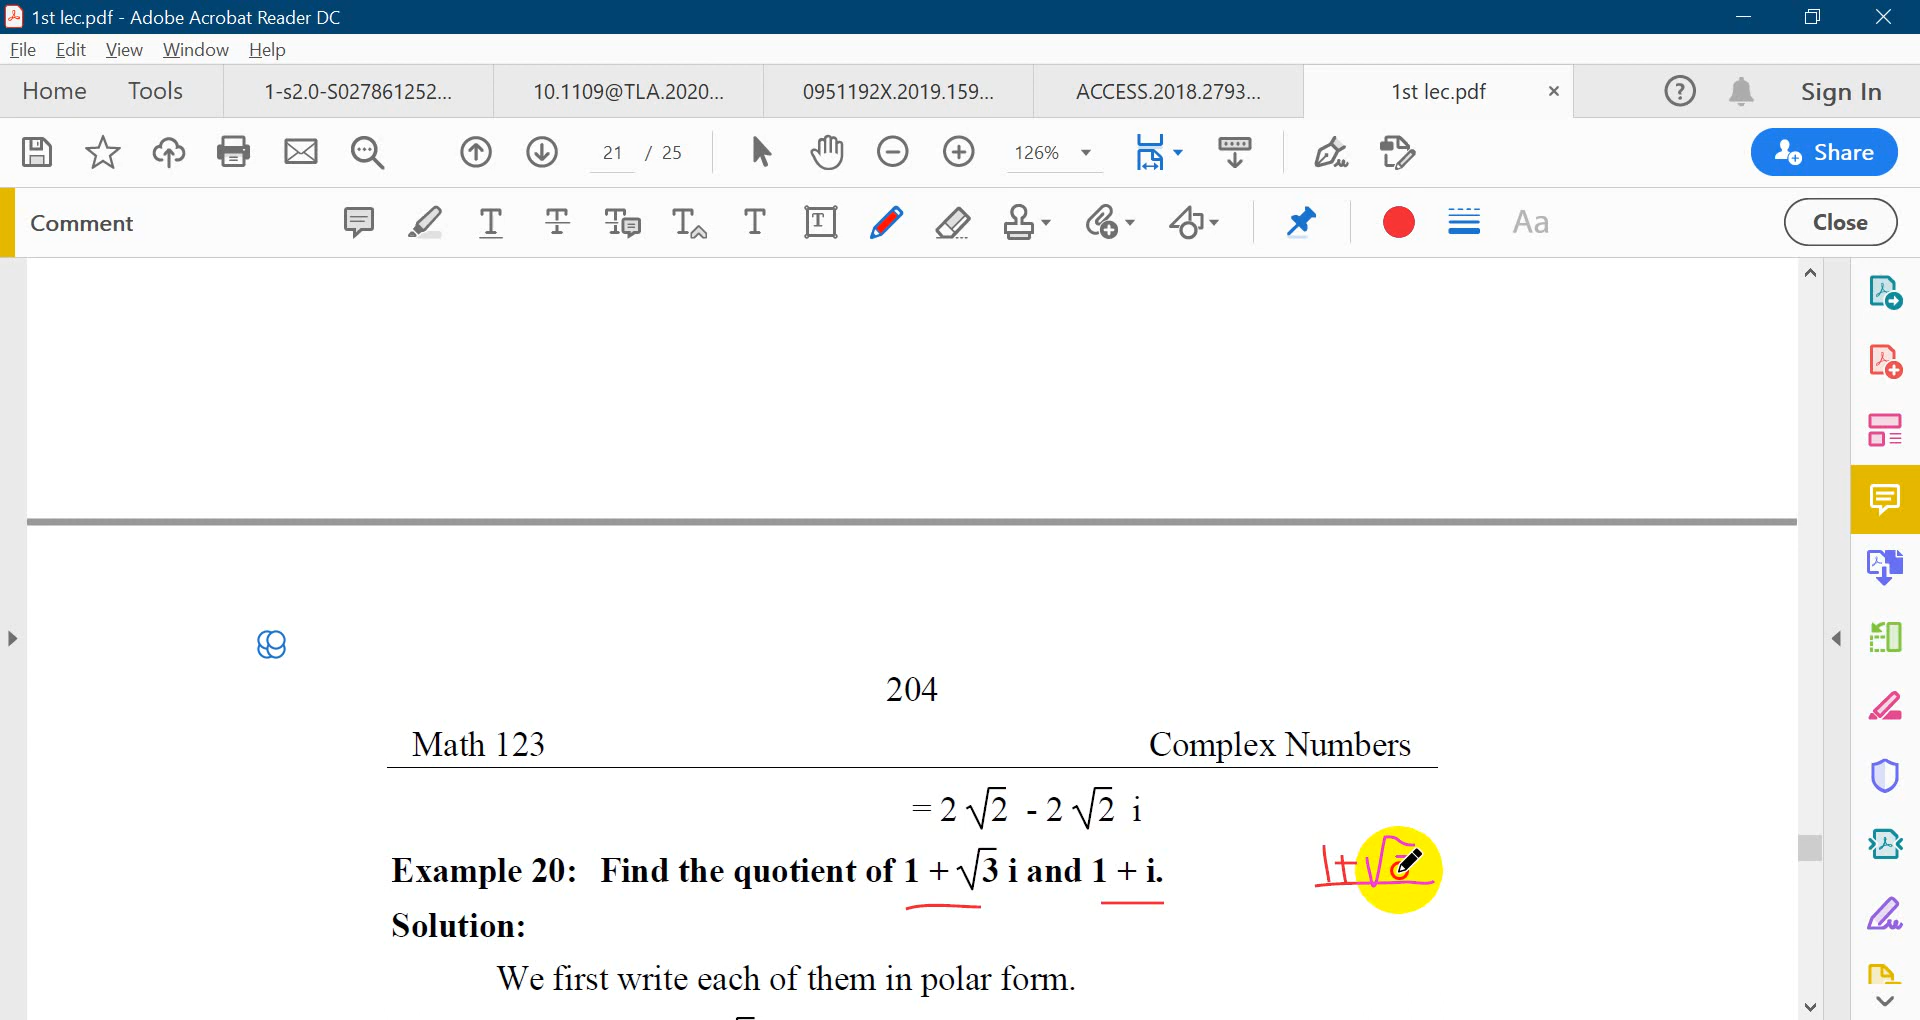 1st lec.pdf - Adobe Acrobat Reader DC
File Edit View Window Help
Home Tools 1-s2.0-S027861252... 10.1109@TLA.2020... 0951192X.2019.159... ACCESS.2018.2793... 1st lec.pdf × Sign In
21 / 25 126% Share
Comment Aa Close
204
Math 123 Complex Numbers
= 2 √2 - 2 √2 i
Example 20: Find the quotient of 1 + √3 i and 1 + i.
1+√
Solution:
We first write each of them in polar form.